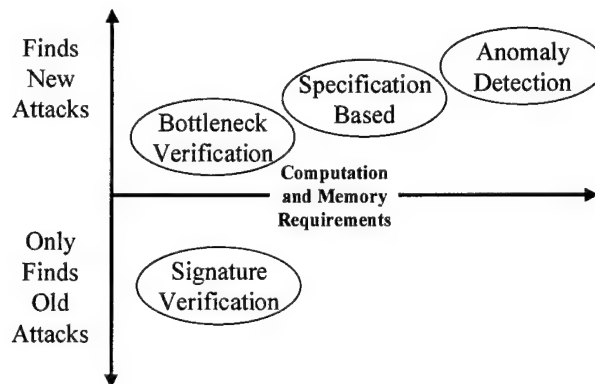 Finds
New
Attacks
Anomaly
Detection
Specification
Based
Bottleneck
Verification
Computation
and Memory
Requirements
Only
Finds
Old
Attacks
Signature
Verification